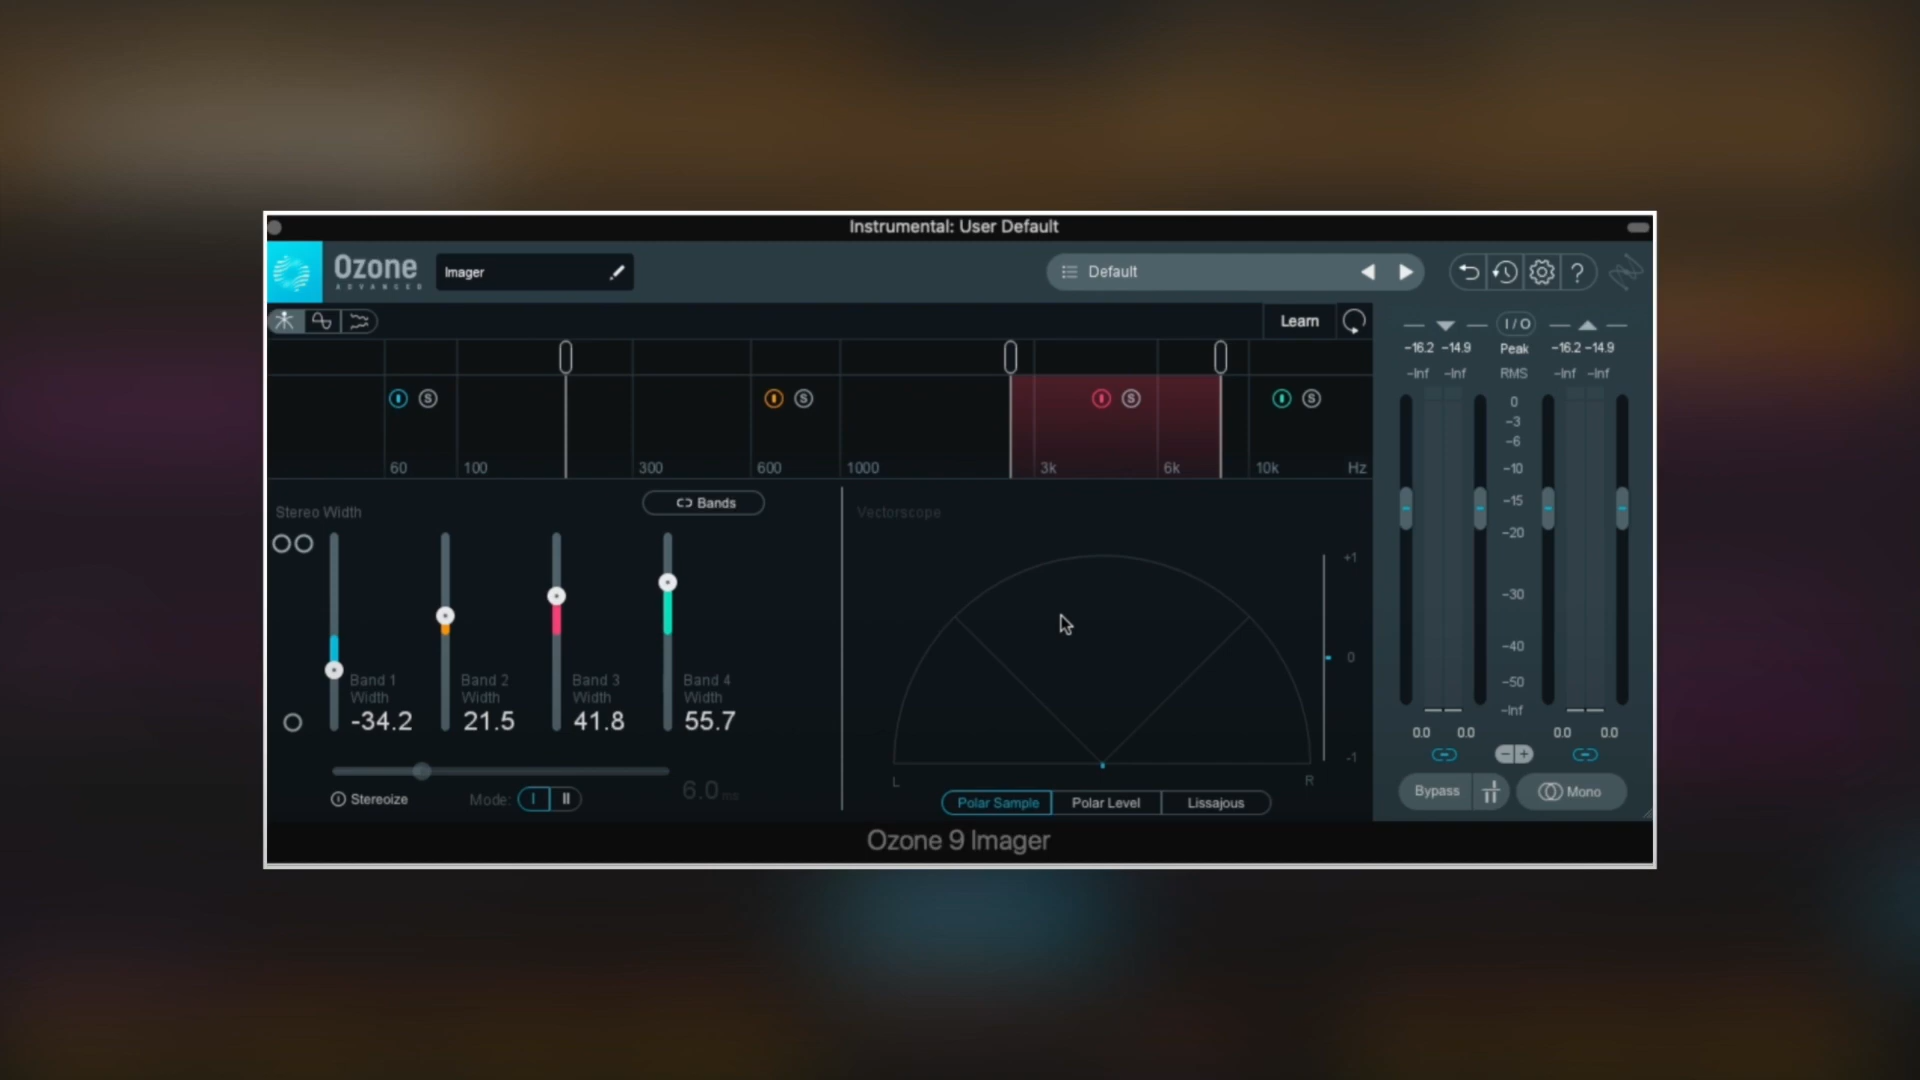 Instrumental: User Default
Ozone
ADVANCED
Imager
Default
?
Learn
I / O
-16.2 -14.9 Peak -16.2 -14.9
-Inf -Inf RMS -Inf -Inf
S S S S
60 100 300 600 1000 3k 6k 10k Hz
0
-3
-6
-10
-15
-20
-30
-40
-50
-Inf
Stereo Width
Bands
Band 1 Width
-34.2
Band 2 Width
21.5
Band 3 Width
41.8
Band 4 Width
55.7
Stereoize
Mode: I II
6.0 ms
Vectorscope
+1
0
-1
L R
Polar Sample Polar Level Lissajous
0.0 0.0 0.0 0.0
Bypass Mono
Ozone 9 Imager